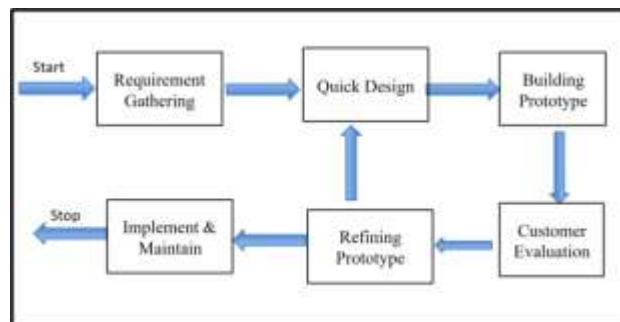 Start
Requirement
Gathering
Quick Design
Building
Prototype
Stop
Implement &
Maintain
Refining
Prototype
Customer
Evaluation